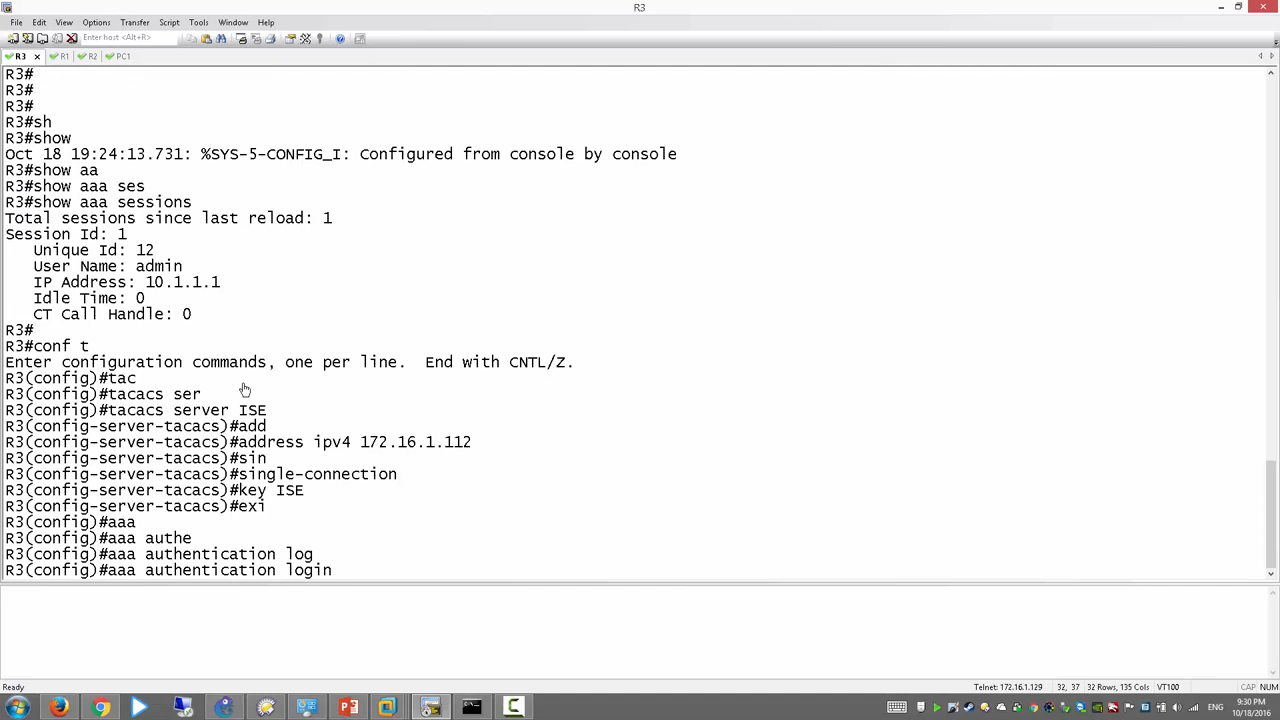 R3
File Edit View Options Transfer Script Tools Window Help
Enter host <Alt+R>
R3 R1 R2 PC1
R3#
R3#
R3#
R3#sh
R3#show
Oct 18 19:24:13.731: %SYS-5-CONFIG_I: Configured from console by console
R3#show aa
R3#show aaa ses
R3#show aaa sessions
Total sessions since last reload: 1
Session Id: 1
Unique Id: 12
User Name: admin
IP Address: 10.1.1.1
Idle Time: 0
CT Call Handle: 0
R3#
R3#conf t
Enter configuration commands, one per line.  End with CNTL/Z.
R3(config)#tac
R3(config)#tacacs ser
R3(config)#tacacs server ISE
R3(config-server-tacacs)#add
R3(config-server-tacacs)#address ipv4 172.16.1.112
R3(config-server-tacacs)#sin
R3(config-server-tacacs)#single-connection
R3(config-server-tacacs)#key ISE
R3(config-server-tacacs)#exi
R3(config)#aaa
R3(config)#aaa authe
R3(config)#aaa authentication log
R3(config)#aaa authentication login
Ready Telnet: 172.16.1.129 32, 37 32 Rows, 135 Cols VT100 CAP NUM
ENG 9:30 PM
10/18/2016